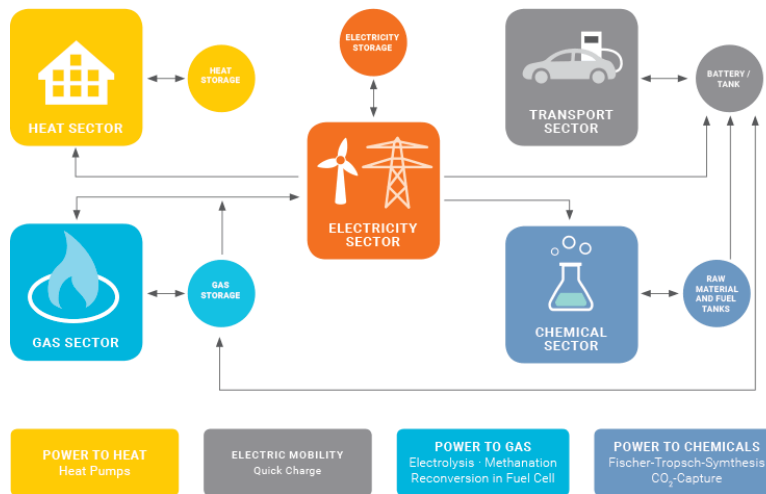 HEAT SECTOR
HEAT
STORAGE
ELECTRICITY
STORAGE
TRANSPORT
SECTOR
BATTERY /
TANK
ELECTRICITY
SECTOR
GAS SECTOR
GAS
STORAGE
CHEMICAL
SECTOR
RAW
MATERIAL
AND FUEL
TANKS
POWER TO HEAT
Heat Pumps
ELECTRIC MOBILITY
Quick Charge
POWER TO GAS
Electrolysis · Methanation
Reconversion in Fuel Cell
POWER TO CHEMICALS
Fischer-Tropsch-Symthesis
CO₂-Capture